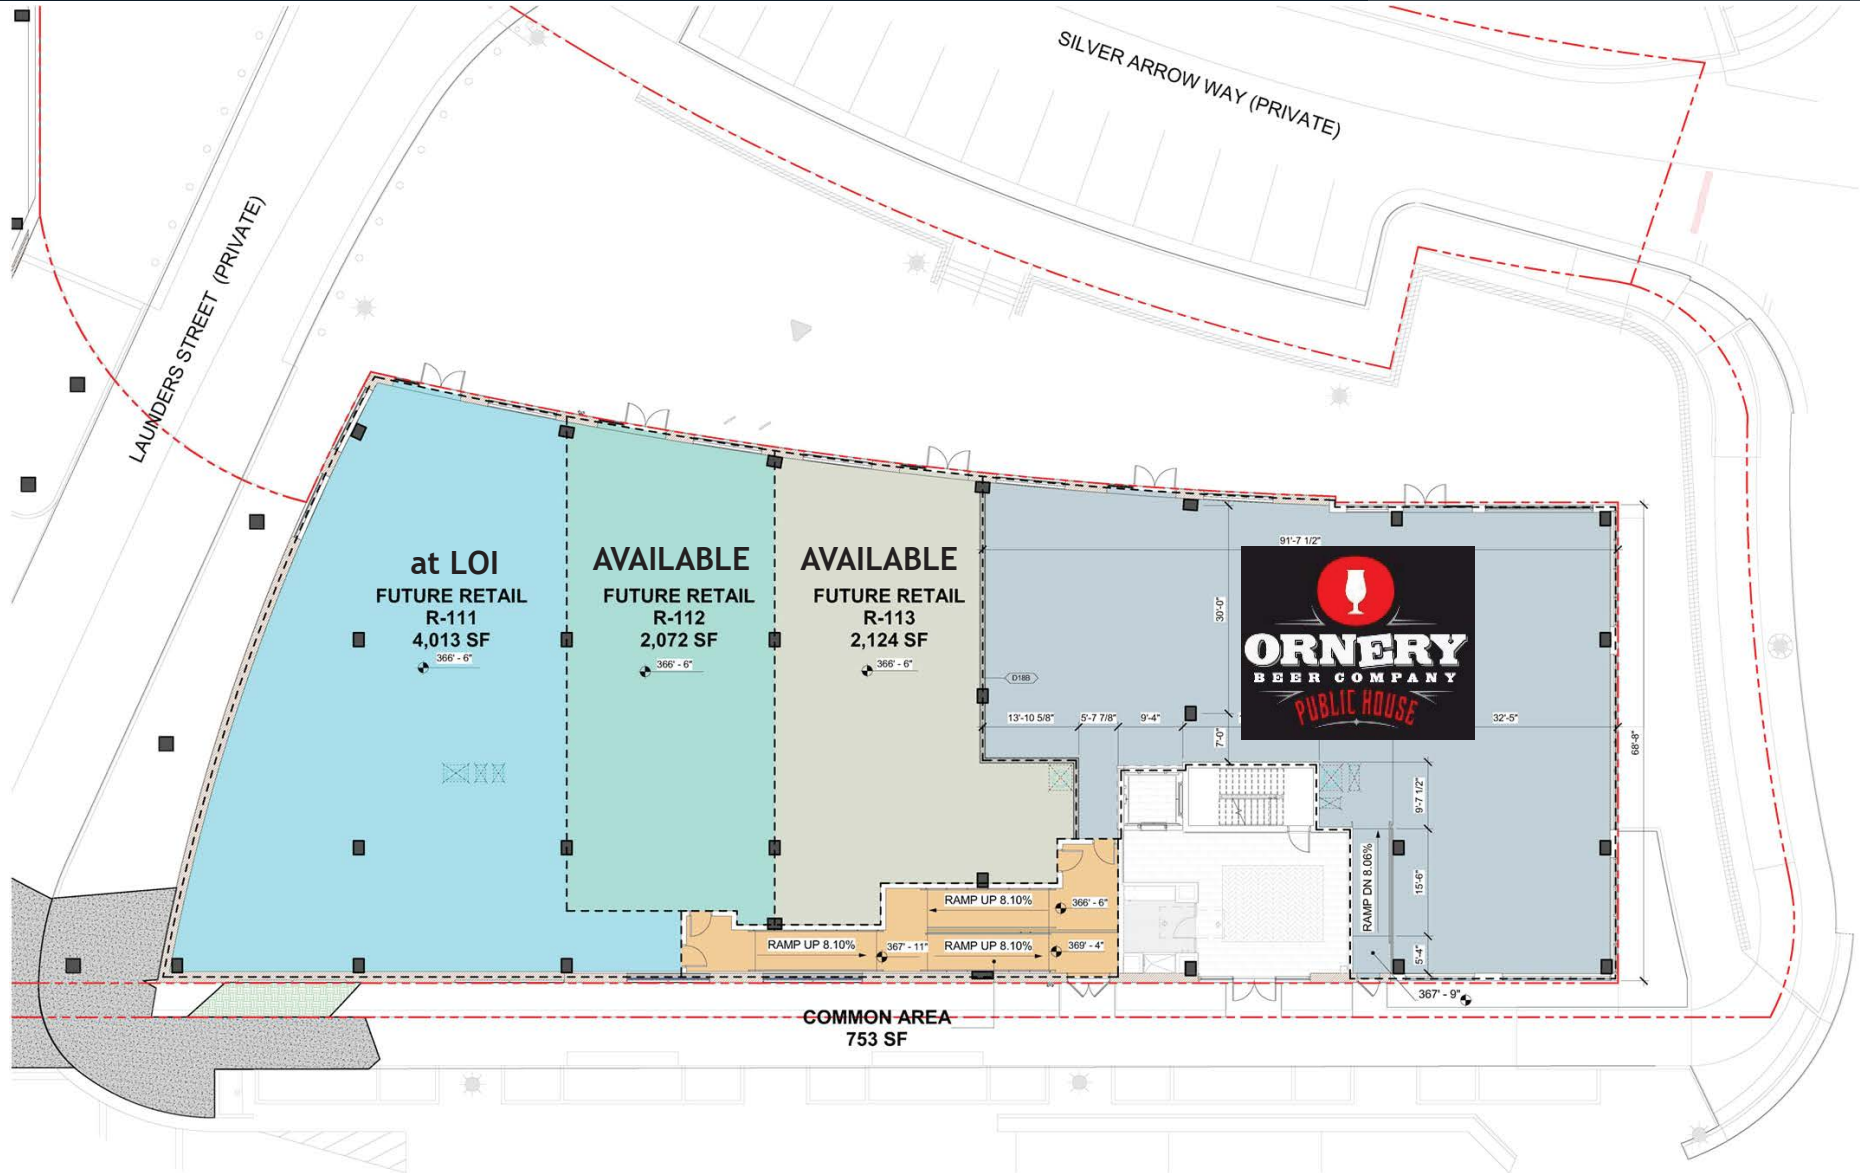 SILVER ARROW WAY (PRIVATE)
LAUNDERS STREET (PRIVATE)
at LOI
FUTURE RETAIL
R-111
4,013 SF
366' - 6"
AVAILABLE
FUTURE RETAIL
R-112
2,072 SF
366' - 6"
AVAILABLE
FUTURE RETAIL
R-113
2,124 SF
366' - 6"
91'-7 1/2"
30'-0"
ORNERY
BEER COMPANY
PUBLIC HOUSE
D18B
13'-10 5/8"
5'-7 7/8"
9'-4"
7'-0"
32'-5"
68'-8"
9'-7 1/2"
15'-6"
5'-4"
RAMP DN 8.06%
RAMP UP 8.10%
366' - 6"
RAMP UP 8.10%
367' - 11"
RAMP UP 8.10%
369' - 4"
367' - 9"
COMMON AREA
753 SF